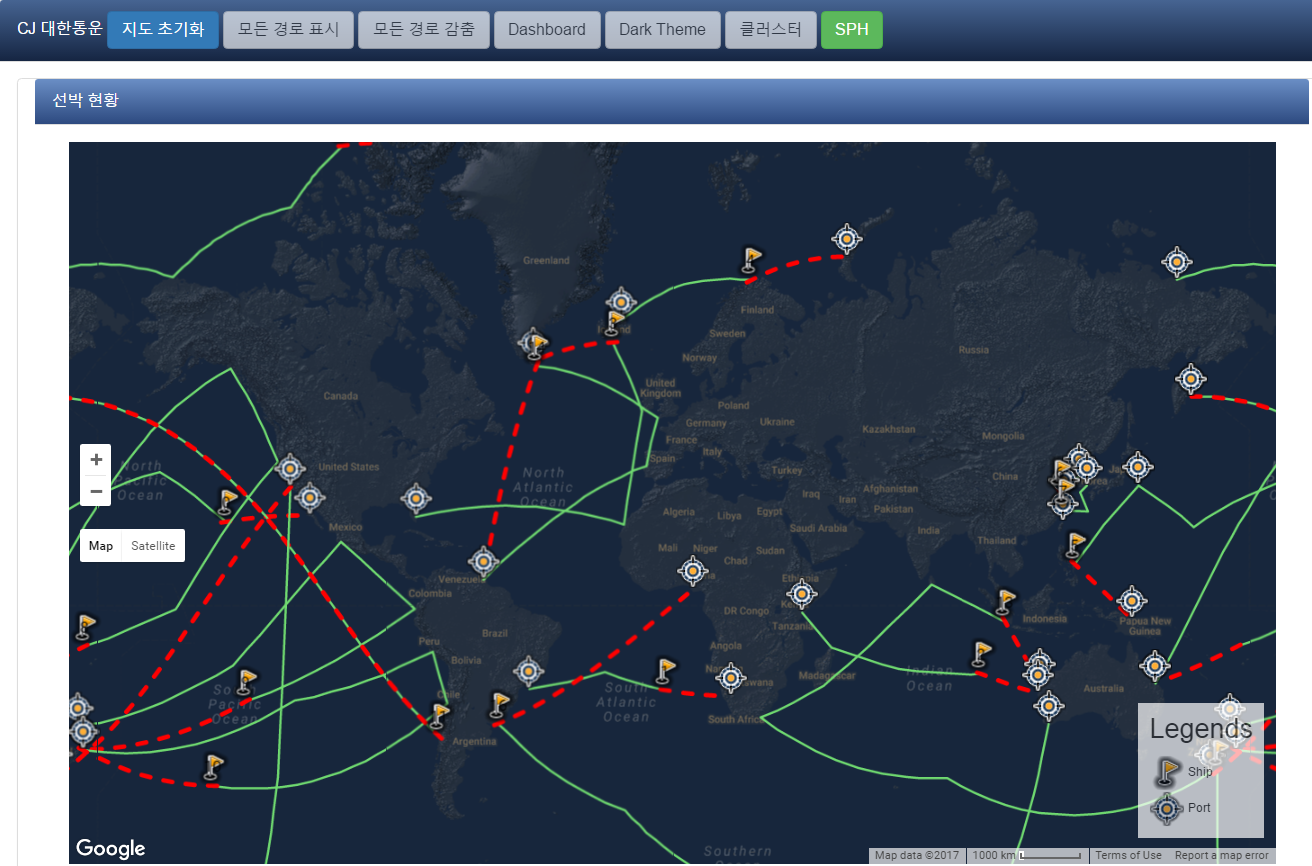 CJ 대한통운 지도 초기화 모든 경로 표시 모든 경로 감춤 Dashboard Dark Theme 클러스터 SPH
선박 현황
Greenland
Finland
Sweden
Russia
Norway
United
Kingdom
Canada
Poland
Germany
Ukraine
Kazakhstan
Mongolia
France
Italy
Spain
United States
North
Pacific
Ocean
North
Atlantic
Ocean
Turkey
China
Iraq
Iran
Afghanistan
Pakistan
Algeria
Libya
Egypt
Saudi Arabia
India
Mexico
Thailand
Mali
Niger
Chad
Sudan
Venezuela
Colombia
DR Congo
Tanzania
Indonesia
Papua New
Guinea
Peru
Brazil
Angola
Bolivia
Madagascar
Indian
Ocean
Australia
Chile
Pacific
Ocean
South
Atlantic
Ocean
South Africa
Argentina
Southern
+
−
Map Satellite
Legends
Ship
Port
Google
Map data ©2017 1000 km Terms of Use Report a map error